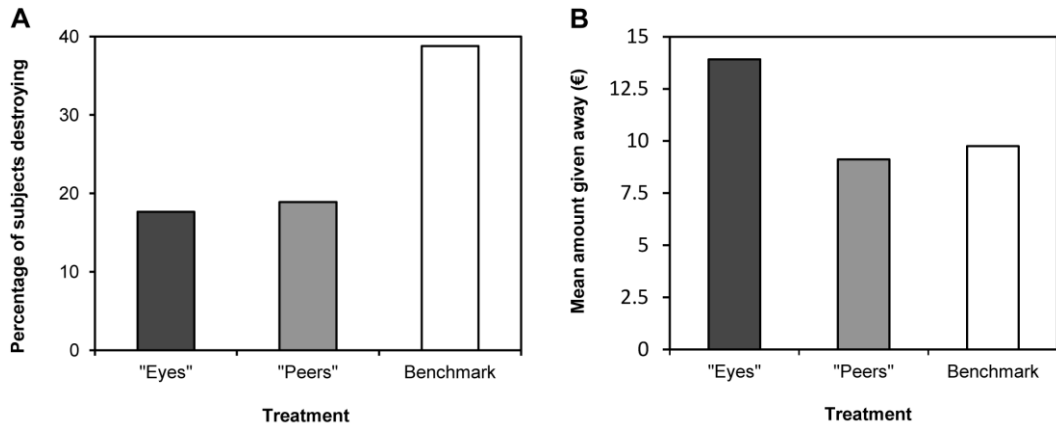 A
Percentage of subjects destroying
40
30
20
10
0
"Eyes"
"Peers"
Benchmark
Treatment
B
Mean amount given away (€)
15
12.5
10
7.5
5
2.5
0
"Eyes"
"Peers"
Benchmark
Treatment